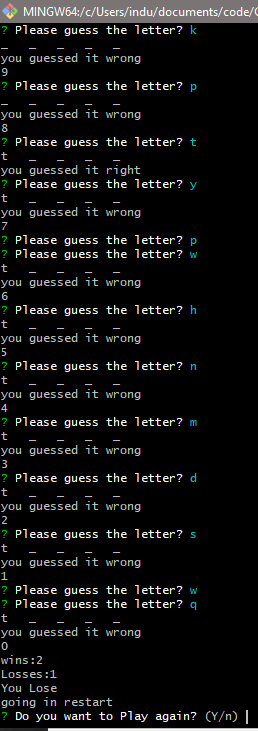 MINGW64:/c/Users/indu/documents/code/
? Please guess the letter? k
_ _ _ _ _
you guessed it wrong
9
? Please guess the letter? p
_ _ _ _ _
you guessed it wrong
8
? Please guess the letter? t
t _ _ _ _
you guessed it right
? Please guess the letter? y
t _ _ _ _
you guessed it wrong
7
? Please guess the letter? p
? Please guess the letter? w
t _ _ _ _
you guessed it wrong
6
? Please guess the letter? h
t _ _ _ _
you guessed it wrong
5
? Please guess the letter? n
t _ _ _ _
you guessed it wrong
4
? Please guess the letter? m
t _ _ _ _
you guessed it wrong
3
? Please guess the letter? d
t _ _ _ _
you guessed it wrong
2
? Please guess the letter? s
t _ _ _ _
you guessed it wrong
1
? Please guess the letter? w
? Please guess the letter? q
t _ _ _ _
you guessed it wrong
0
wins:2
Losses:1
You Lose
going in restart
? Do you want to Play again? (Y/n)